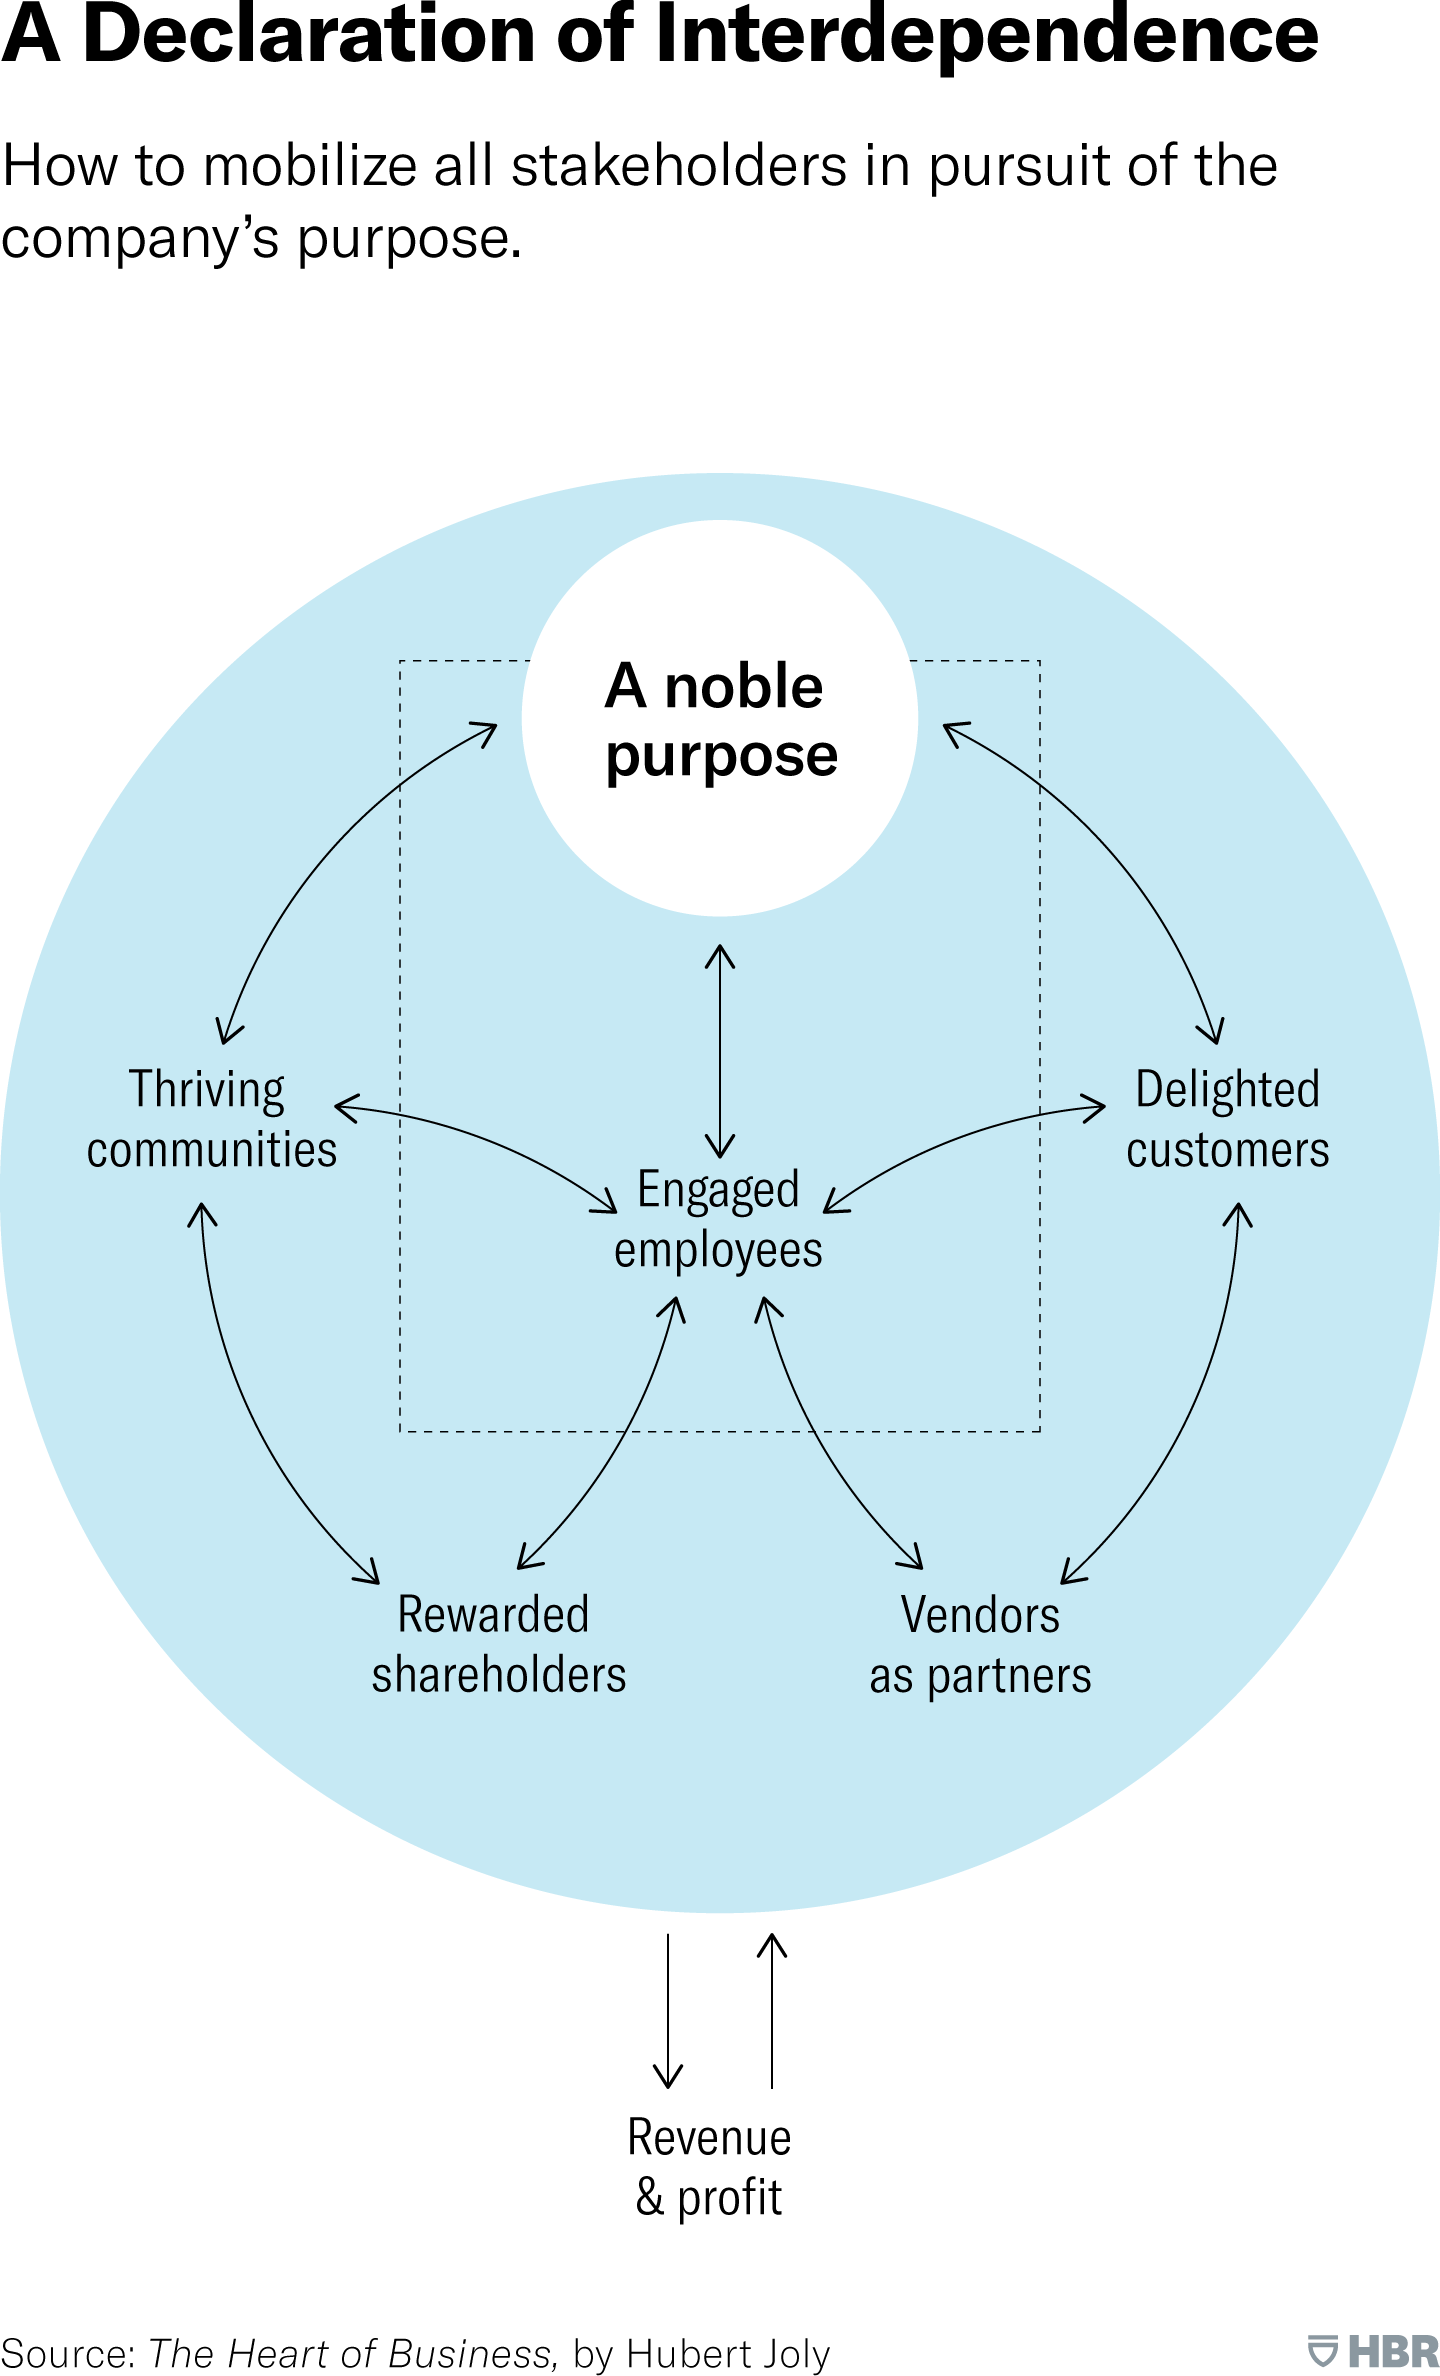 A Declaration of Interdependence
How to mobilize all stakeholders in pursuit of the
company’s purpose.
A noble
purpose
Thriving
communities
Delighted
customers
Engaged
employees
Rewarded
shareholders
Vendors
as partners
Revenue
& profit
Source: The Heart of Business, by Hubert Joly
HBR